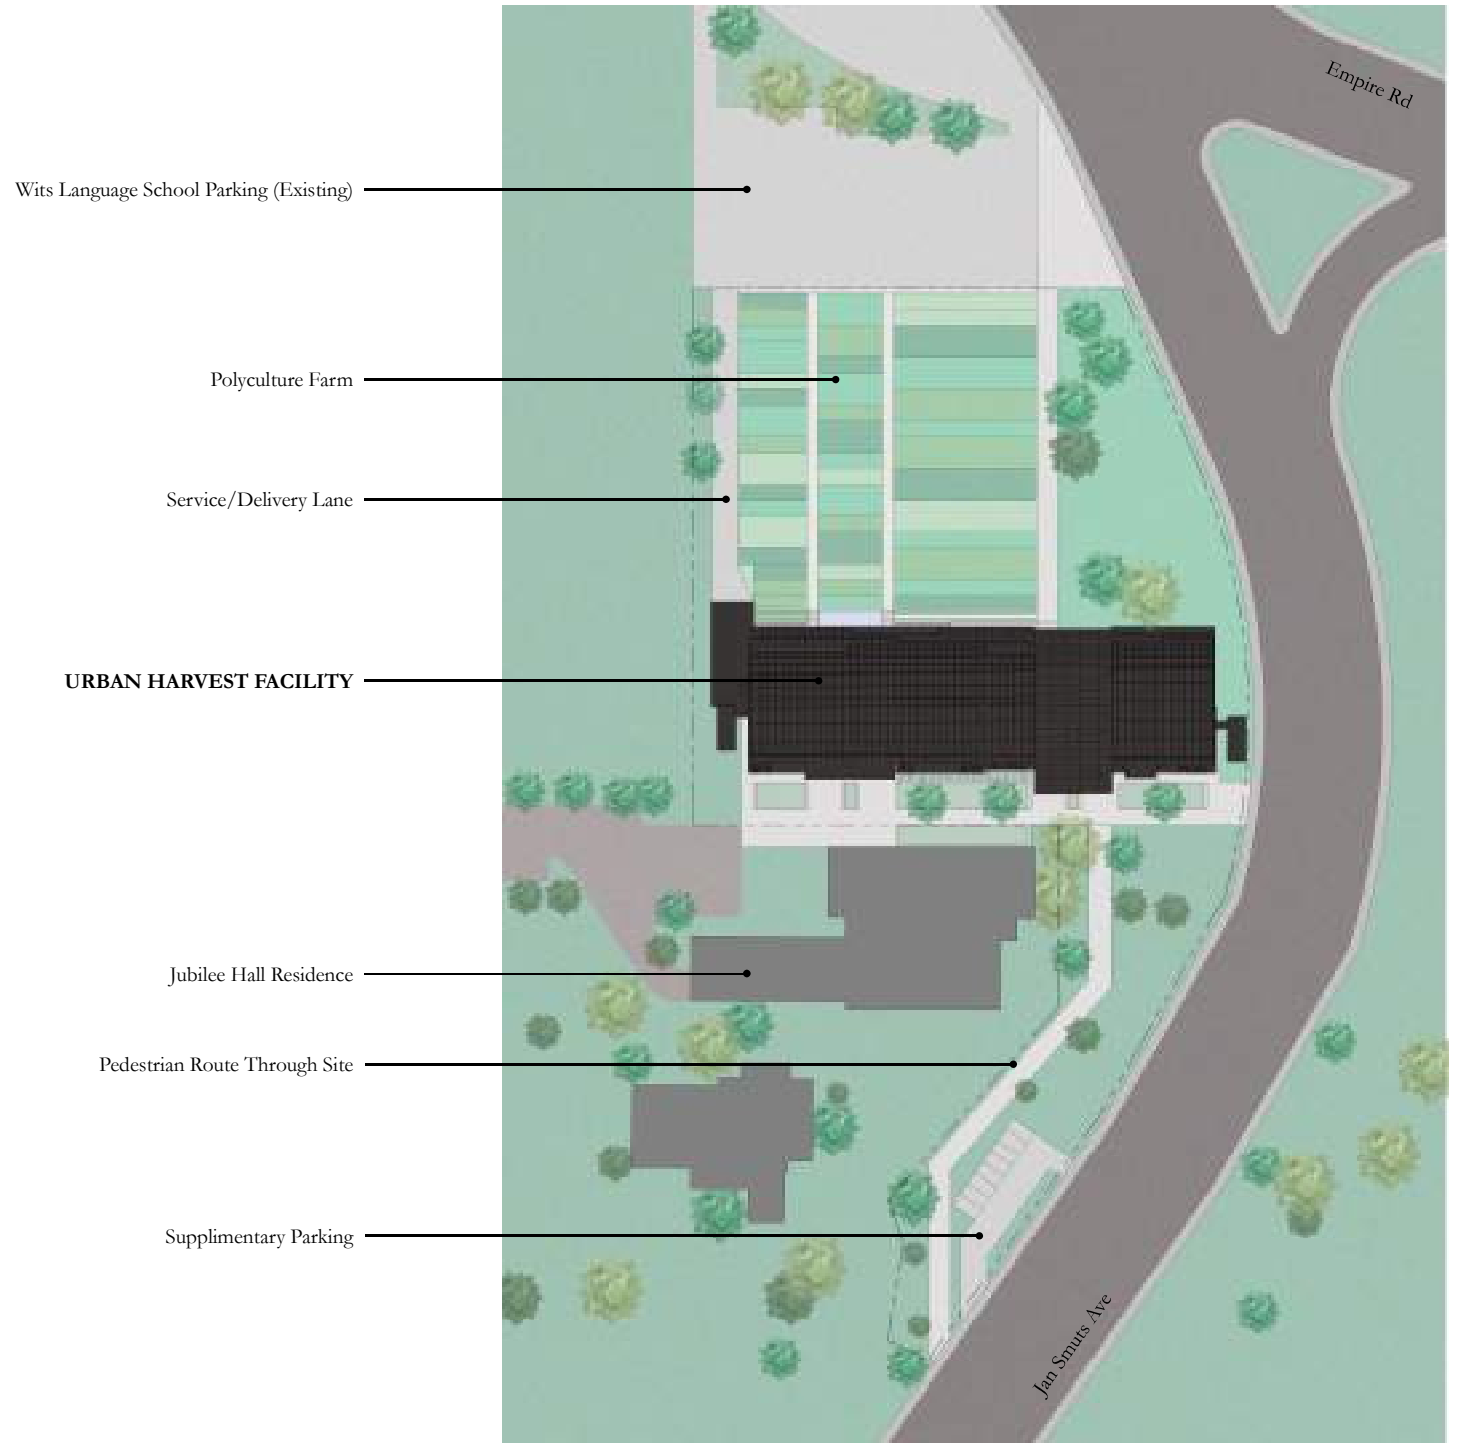 Empire Rd
Wits Language School Parking (Existing)
Polyculture Farm
Service/Delivery Lane
URBAN HARVEST FACILITY
Jubilee Hall Residence
Pedestrian Route Through Site
Supplimentary Parking
Jan Smuts Ave